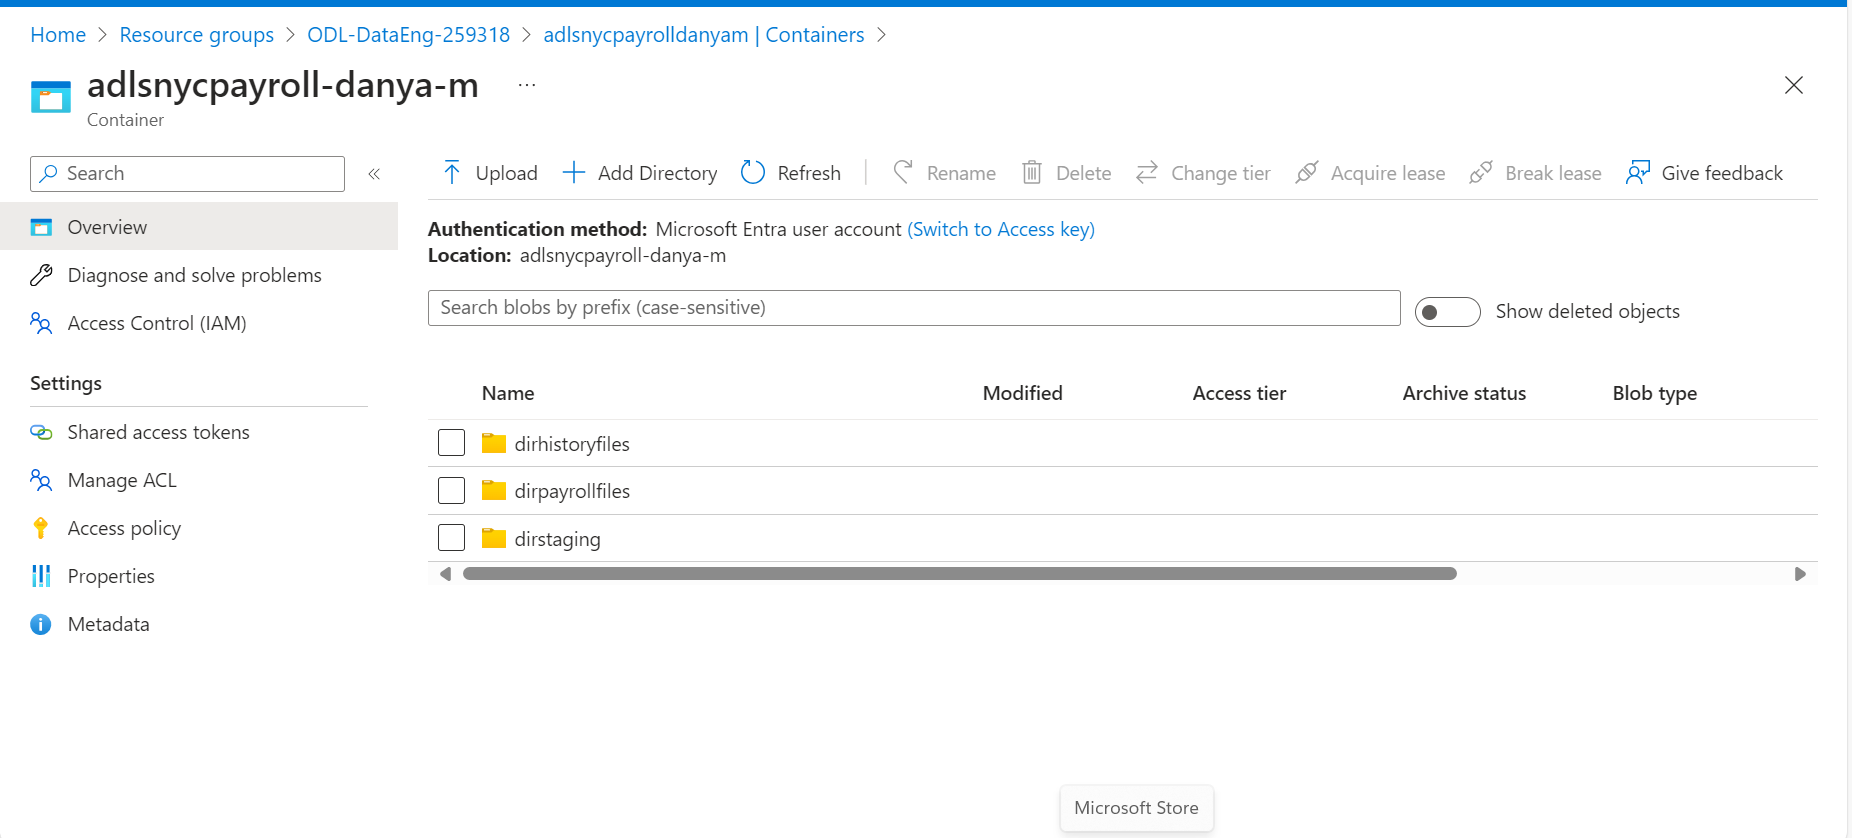 Home > Resource groups > ODL-DataEng-259318 > adlsnycpayrolldanyam | Containers >
adlsnycpayroll-danya-m ...
Container
Search «
Upload Add Directory Refresh Rename Delete Change tier Acquire lease Break lease Give feedback
Overview
Diagnose and solve problems
Access Control (IAM)
Settings
Shared access tokens
Manage ACL
Access policy
Properties
Metadata
Authentication method: Microsoft Entra user account (Switch to Access key)
Location: adlsnycpayroll-danya-m
Search blobs by prefix (case-sensitive)
Show deleted objects
Name Modified Access tier Archive status Blob type
dirhistoryfiles
dirpayrollfiles
dirstaging
Microsoft Store